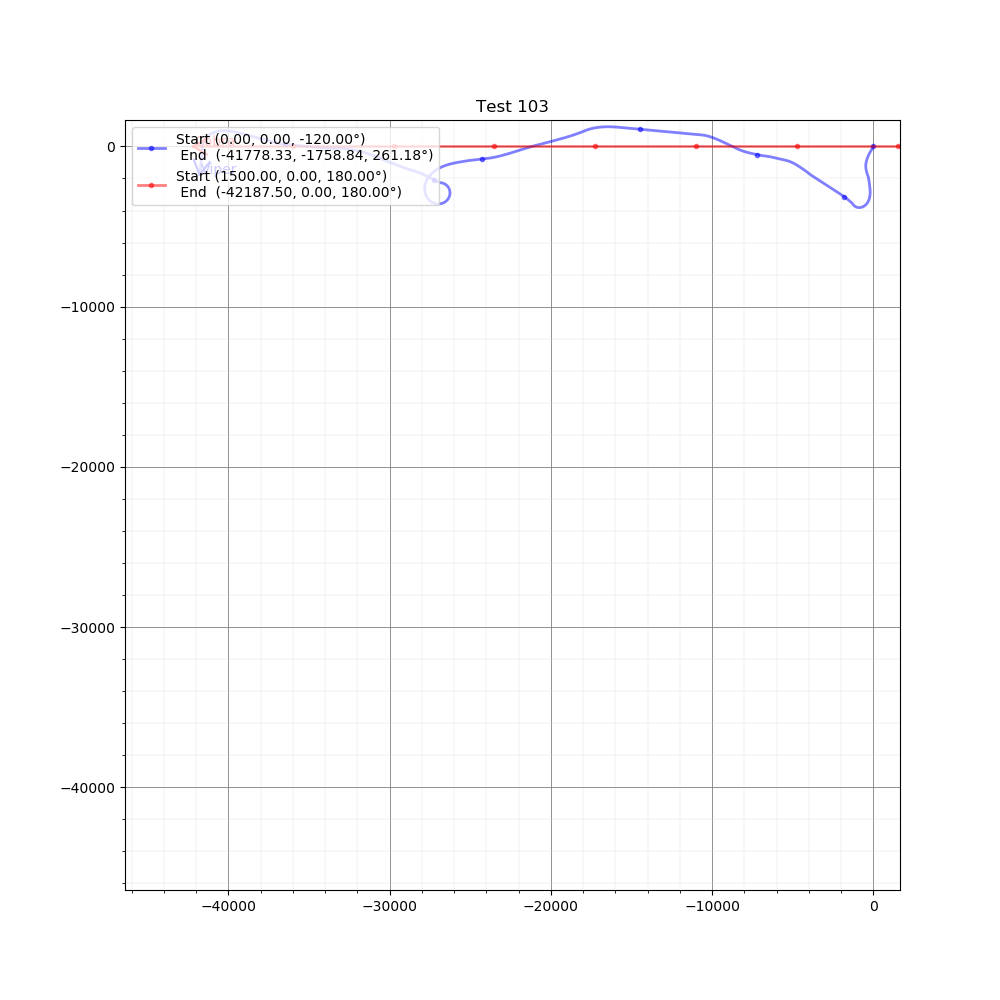 Test 103
Start (0.00, 0.00, -120.00°)
End (-41778.33, -1758.84, 261.18°)
Start (1500.00, 0.00, 180.00°)
End (-42187.50, 0.00, 180.00°)
0
−10000
−20000
−30000
−40000
−40000 −30000 −20000 −10000 0